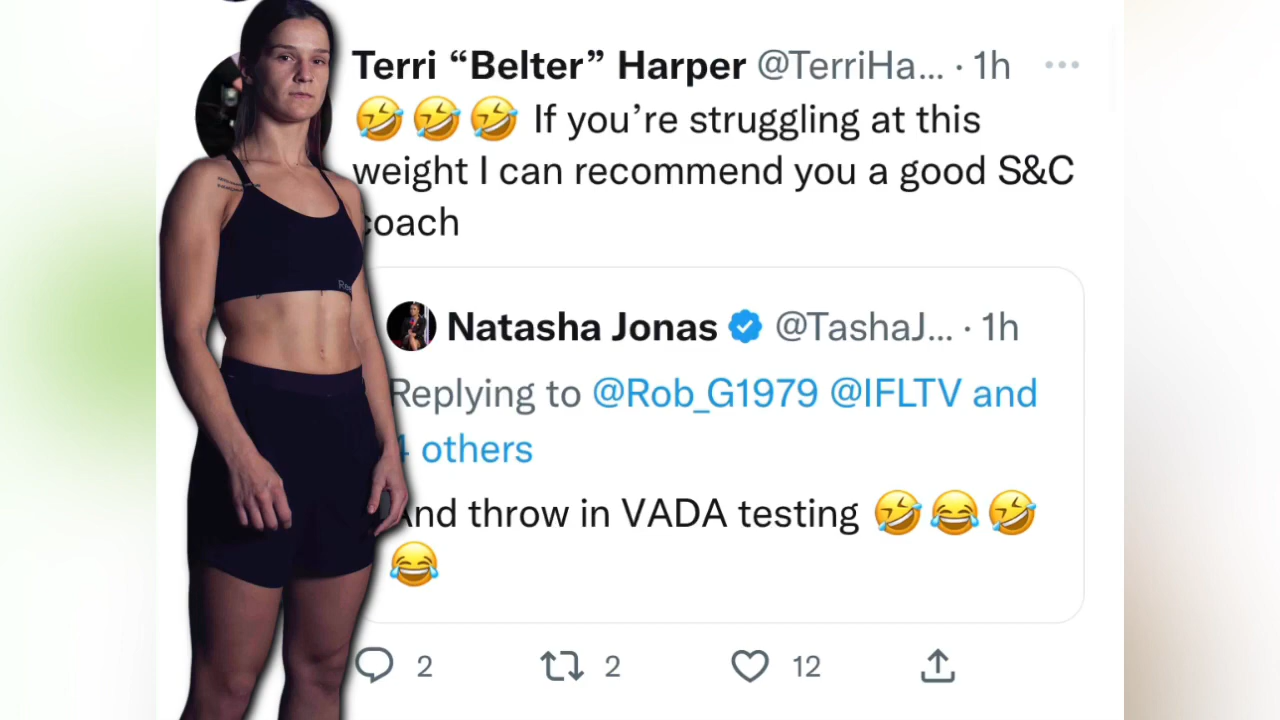 Terri “Belter” Harper @TerriHa... · 1h
🤣🤣🤣 If you’re struggling at this
weight I can recommend you a good S&C
coach
Natasha Jonas @TashaJ... · 1h
Replying to @Rob_G1979 @IFLTV and
4 others
And throw in VADA testing 🤣😂🤣
😂
2 2 12